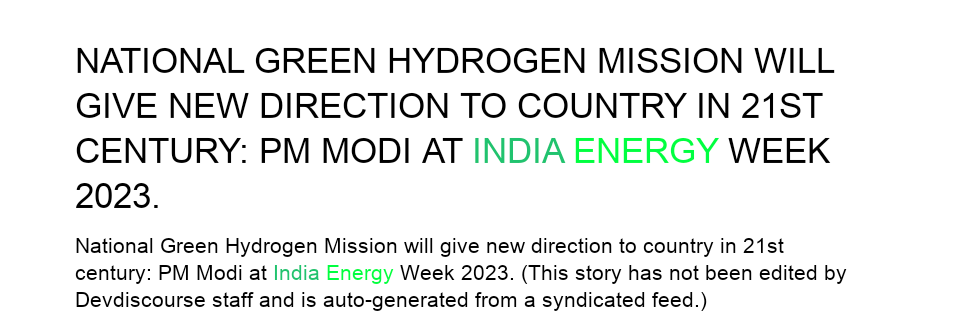 NATIONAL GREEN HYDROGEN MISSION WILL
GIVE NEW DIRECTION TO COUNTRY IN 21ST
CENTURY: PM MODI AT INDIA ENERGY WEEK
2023.
National Green Hydrogen Mission will give new direction to country in 21st
century: PM Modi at India Energy Week 2023. (This story has not been edited by
Devdiscourse staff and is auto-generated from a syndicated feed.)